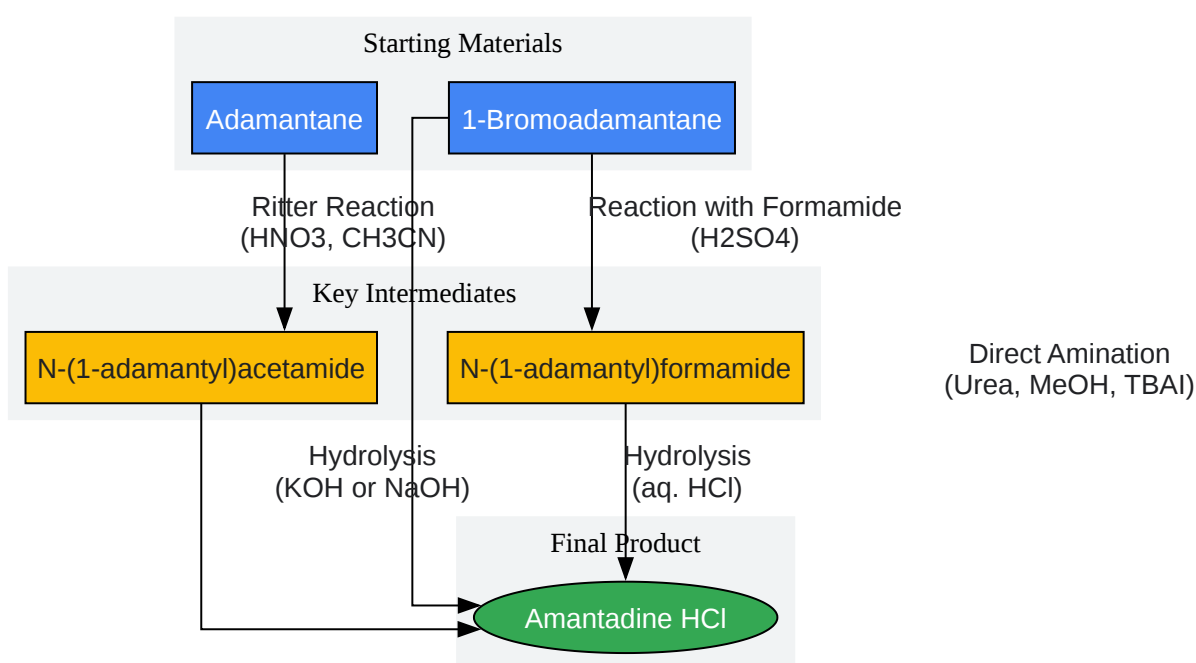 Starting Materials
Adamantane
1-Bromoadamantane
Ritter Reaction
(HNO3, CH3CN)
Reaction with Formamide
(H2SO4)
Key Intermediates
N-(1-adamantyl)acetamide
N-(1-adamantyl)formamide
Direct Amination
(Urea, MeOH, TBAI)
Hydrolysis
(KOH or NaOH)
Hydrolysis
(aq. HCl)
Final Product
Amantadine HCl